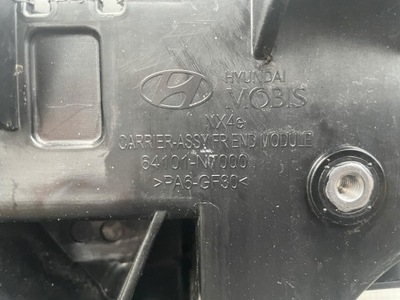 HYUNDAI
MOBIS
NX4e
CARRIER-ASSY FR END MODULE
64101-N7000
>PA6-GF30<